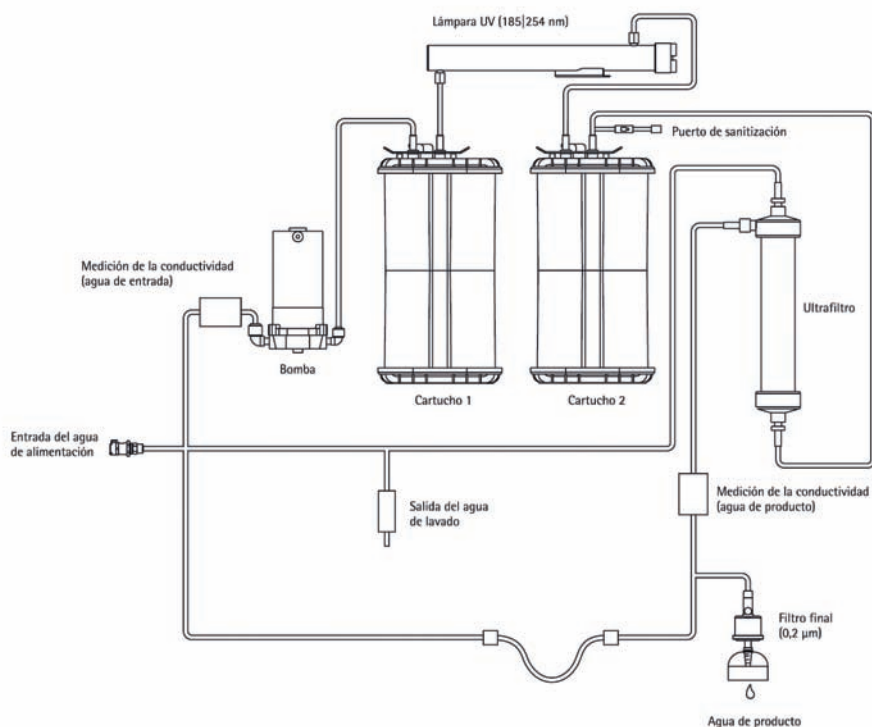 Lámpara UV (185|254 nm)
Puerto de sanitización
Medición de la conductividad
(agua de entrada)
Ultrafiltro
Bomba
Cartucho 1
Cartucho 2
Entrada del agua
de alimentación
Salida del agua
de lavado
Medición de la conductividad
(agua de producto)
Filtro final
(0,2 µm)
Agua de producto